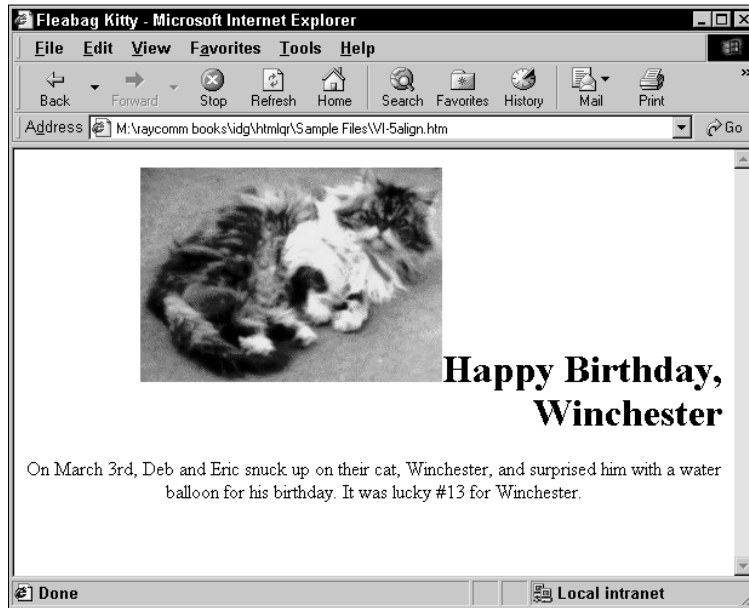 Fleabag Kitty - Microsoft Internet Explorer
File Edit View Favorites Tools Help
Back Forward Stop Refresh Home Search Favorites History Mail Print »
Address M:\raycomm books\idg\htmlqr\Sample Files\VI-5align.htm Go
Happy Birthday,
Winchester
On March 3rd, Deb and Eric snuck up on their cat, Winchester, and surprised him with a water
balloon for his birthday. It was lucky #13 for Winchester.
Done Local intranet